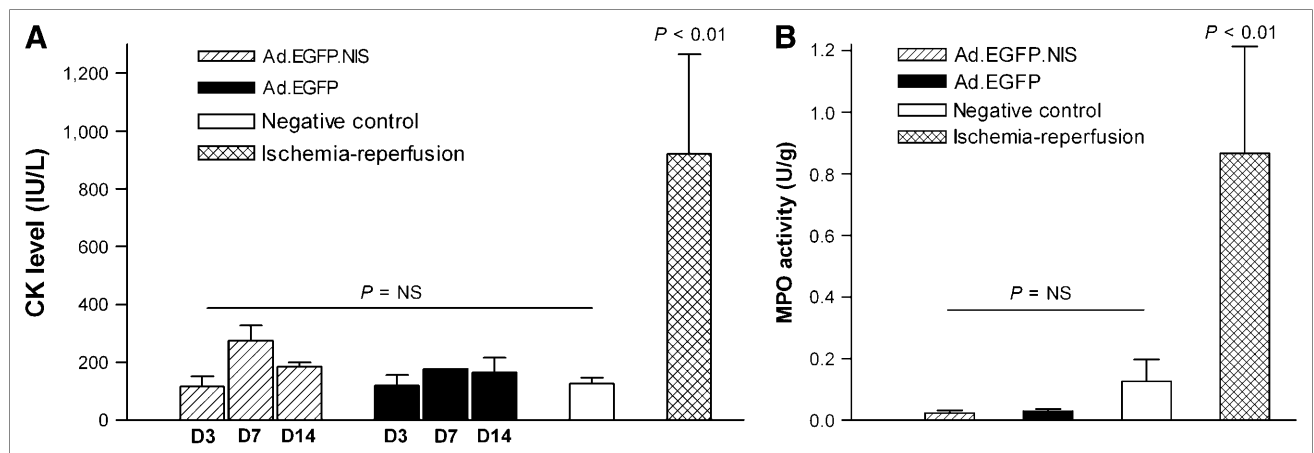 A
P < 0.01
Ad.EGFP.NIS
Ad.EGFP
Negative control
Ischemia-reperfusion
CK level (IU/L)
1,200
1,000
800
600
400
200
0
P = NS
D3 D7 D14 D3 D7 D14
B
P < 0.01
Ad.EGFP.NIS
Ad.EGFP
Negative control
Ischemia-reperfusion
MPO activity (U/g)
1.2
1.0
0.8
0.6
0.4
0.2
0.0
P = NS